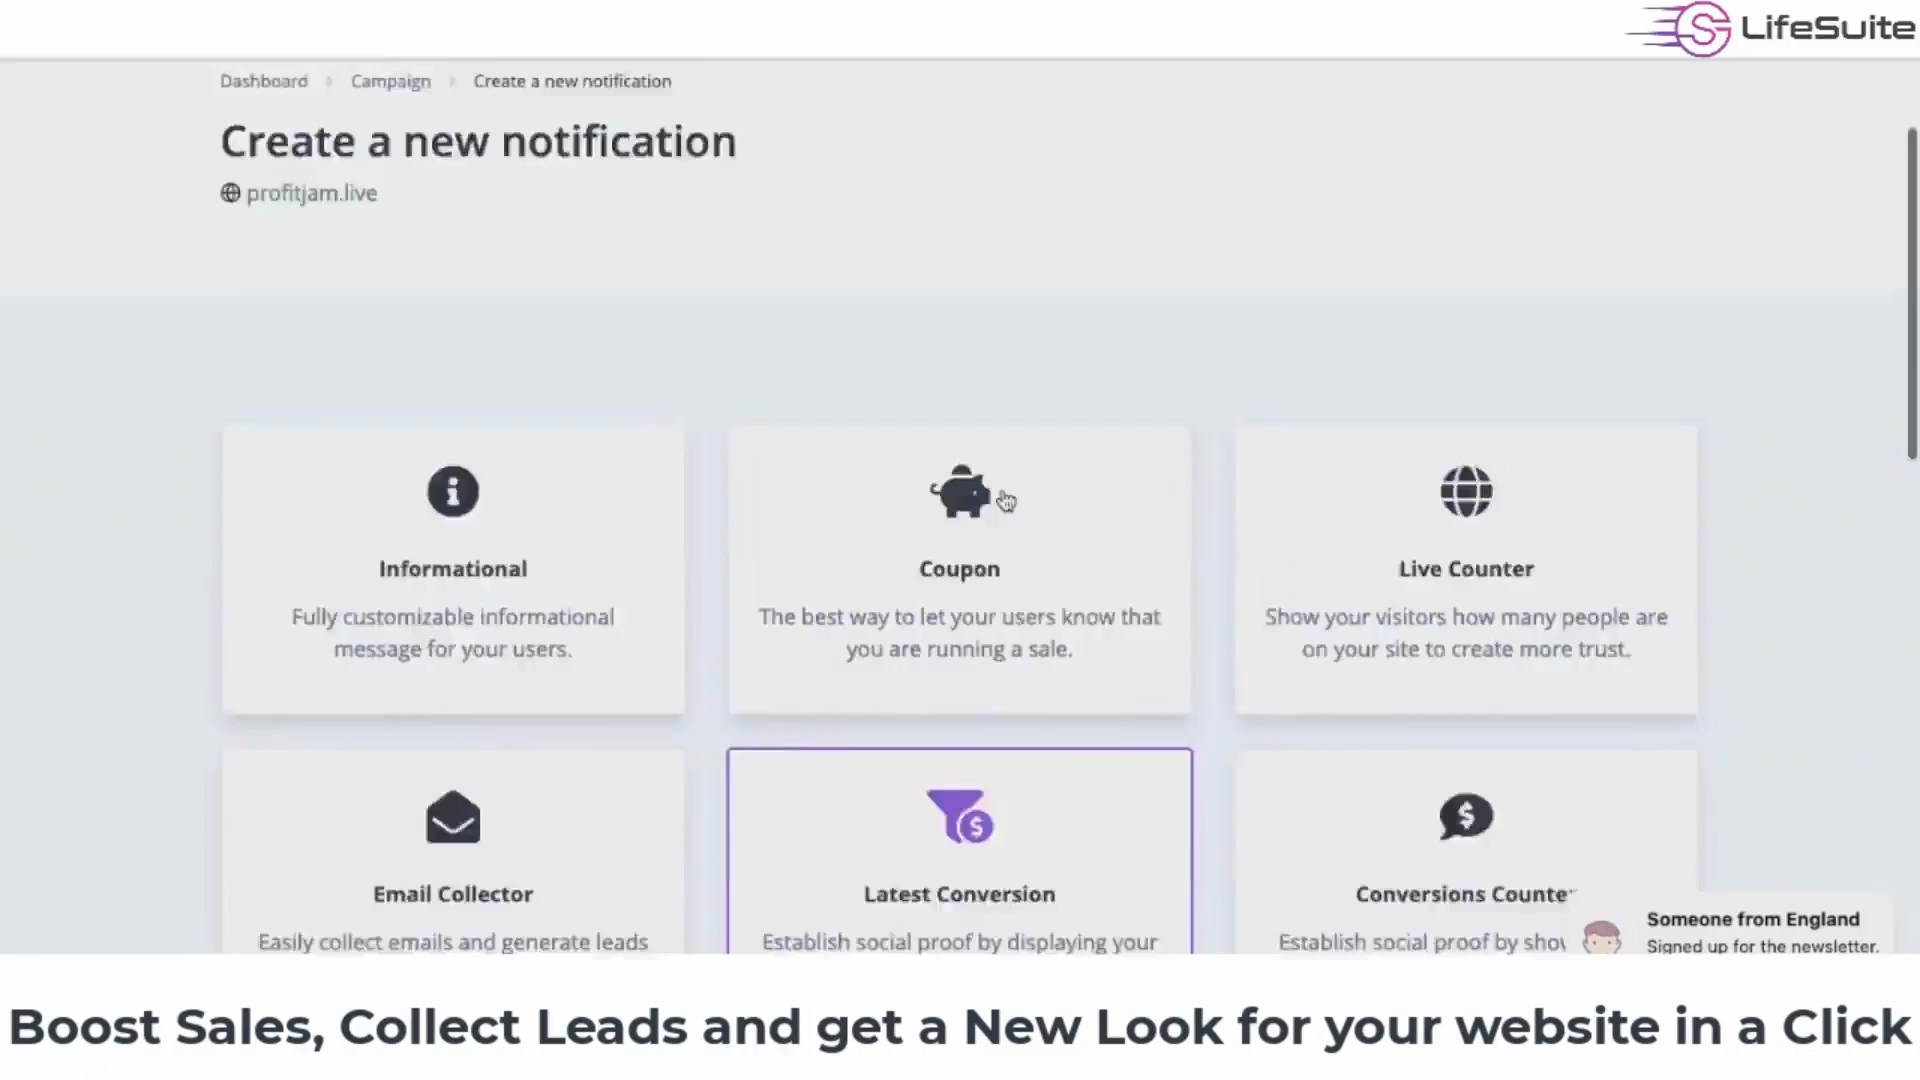 LifeSuite
Dashboard Campaign Create a new notification
Create a new notification
profitjam.live
Informational
Fully customizable informational
message for your users.
Coupon
The best way to let your users know that
you are running a sale.
Live Counter
Show your visitors how many people are
on your site to create more trust.
Email Collector
Easily collect emails and generate leads
Latest Conversion
Establish social proof by displaying your
Conversions Counter
Establish social proof by
Someone from England
Signed up for the newsletter.
Boost Sales, Collect Leads and get a New Look for your website in a Click